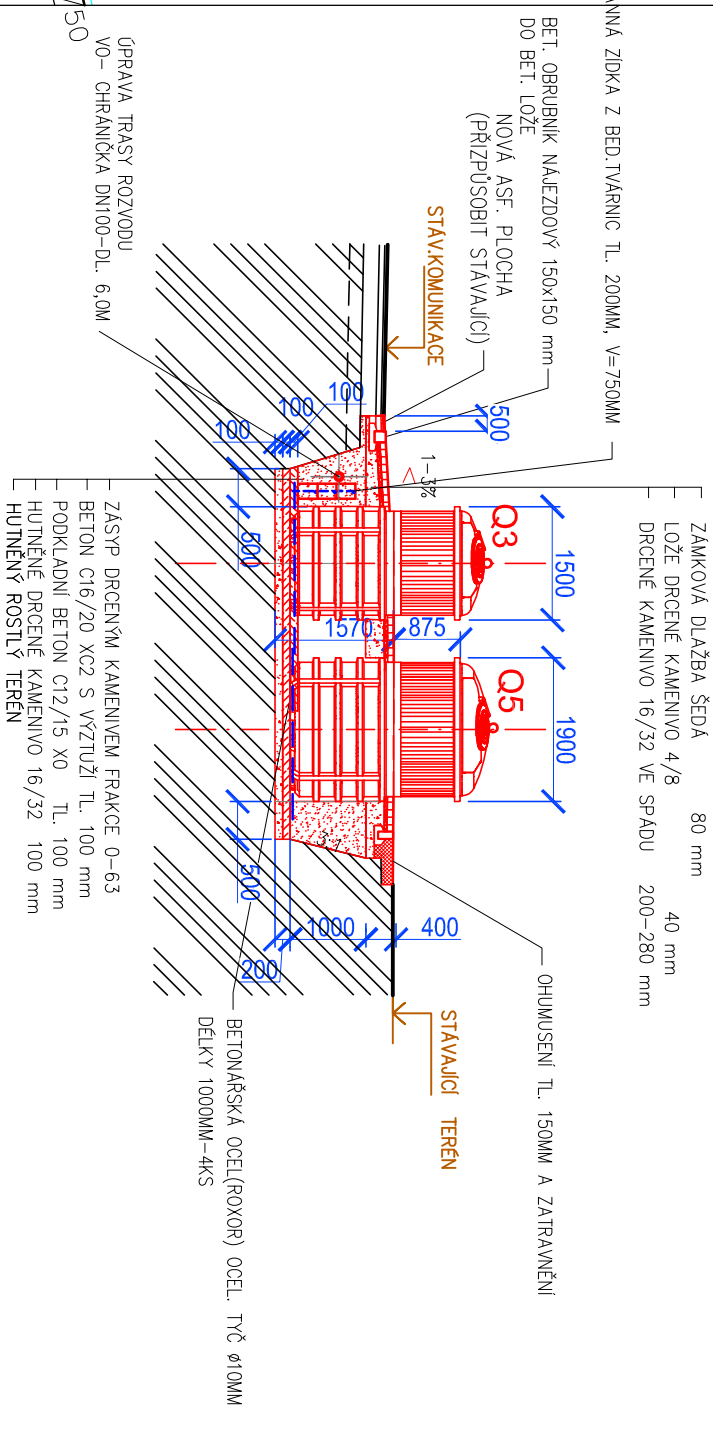 750
ÚPRAVA TRASY ROZVODU
VO- CHRÁNIČKA DN100-DL. 6,0M
ANNÁ ZÍDKA Z BED.TVÁRNIC TL. 200MM, V=750MM
BET. OBRUBNÍK NÁJEZDOVÝ 150x150 mm
DO BET. LOŽE
NOVÁ ASF. PLOCHA
(PŘIZPŮSOBIT STÁVAJÍCÍ)
STÁV.KOMUNIKACE
ZÁMKOVÁ DLAŽBA ŠEDÁ 80 mm
LOŽE DRCENÉ KAMENIVO 4/8 40 mm
DRCENÉ KAMENIVO 16/32 VE SPÁDU 200-280 mm
500
1-3%
Q3
Q5
1500
1900
1570
875
100
100
100
500
500
200
1000
400
3:1
OHUMUSENÍ TL. 150MM A ZATRAVNĚNÍ
STÁVAJÍCÍ TERÉN
BETONÁŘSKÁ OCEL(ROXOR) OCEL. TYČ ø10MM
DÉLKY 1000MM-4KS
ZÁSYP DRCENÝM KAMENIVEM FRAKCE 0-63
BETON C16/20 XC2 S VÝZTUŽÍ TL. 100 mm
PODKLADNÍ BETON C12/15 X0 TL. 100 mm
HUTNĚNÉ DRCENÉ KAMENIVO 16/32 100 mm
HUTNĚNÝ ROSTLÝ TERÉN